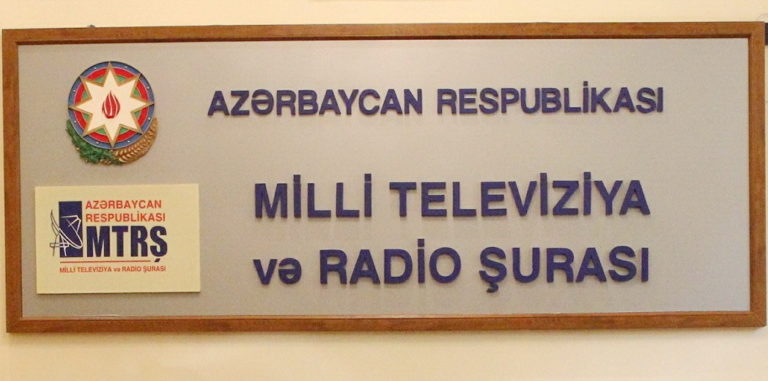 AZƏRBAYCAN RESPUBLİKASI
MİLLİ TELEVİZİYA
və RADİO ŞURASI
AZƏRBAYCAN
RESPUBLİKASI
MTRŞ
MİLLİ TELEVİZİYA və RADİO ŞURASI